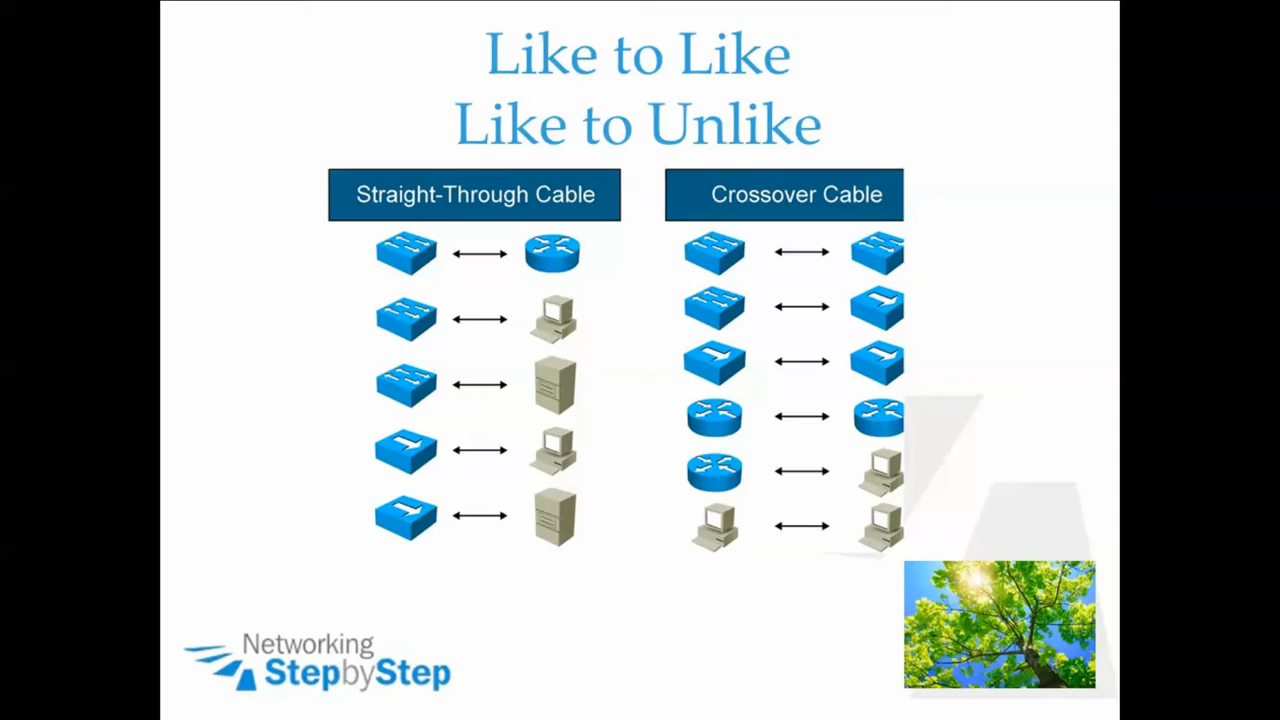 Like to Like
Like to Unlike
Straight-Through Cable
Crossover Cable
Networking
StepbyStep